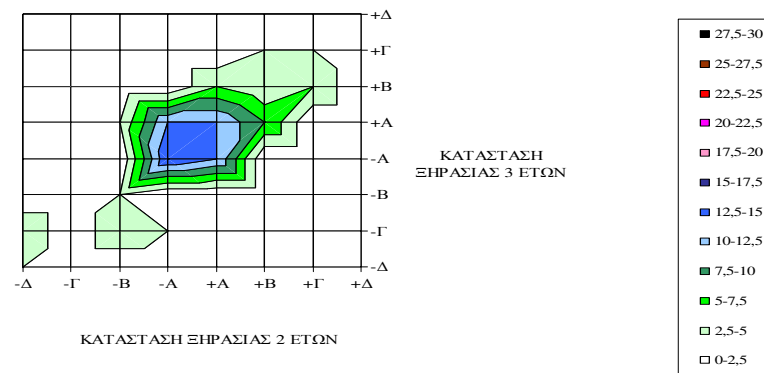 +Δ
+Γ
+Β
+Α
-Α
-Β
-Γ
-Δ
-Δ -Γ -Β -Α +Α +Β +Γ +Δ
ΚΑΤΑΣΤΑΣΗ ΞΗΡΑΣΙΑΣ 2 ΕΤΩΝ
ΚΑΤΑΣΤΑΣΗ
ΞΗΡΑΣΙΑΣ 3 ΕΤΩΝ
27,5-30
25-27,5
22,5-25
20-22,5
17,5-20
15-17,5
12,5-15
10-12,5
7,5-10
5-7,5
2,5-5
0-2,5